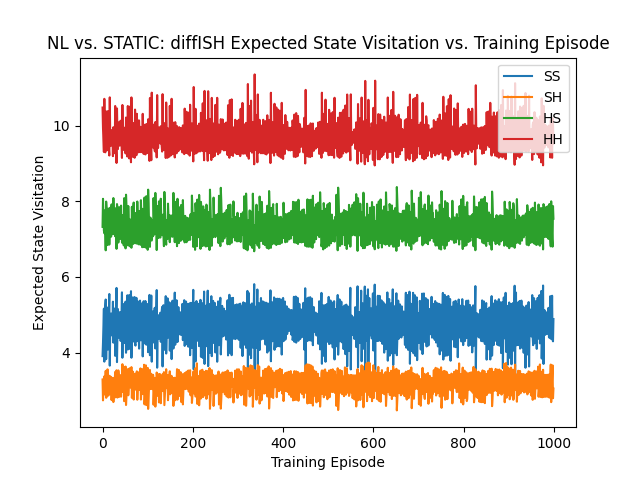 NL vs. STATIC: diffISH Expected State Visitation vs. Training Episode
SS
SH
HS
HH
10
8
6
4
Expected State Visitation
0 200 400 600 800 1000
Training Episode